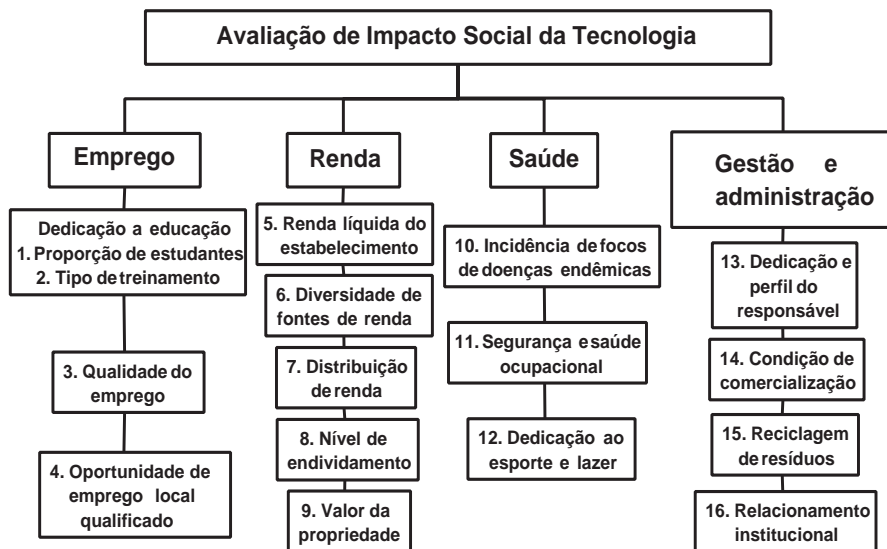 Avaliação de Impacto Social da Tecnologia
Emprego
Dedicação a educação
1. Proporção de estudantes
2. Tipo de treinamento
3. Qualidade do
emprego
4. Oportunidade de
emprego local
qualificado
Renda
5. Renda líquida do
estabelecimento
6. Diversidade de
fontes de renda
7. Distribuição
de renda
8. Nível de
endividamento
9. Valor da
propriedade
Saúde
10. Incidência de focos
de doenças endêmicas
11. Segurança e saúde
ocupacional
12. Dedicação ao
esporte e lazer
Gestão e
administração
13. Dedicação e
perfil do
responsável
14. Condição de
comercialização
15. Reciclagem
de resíduos
16. Relacionamento
institucional